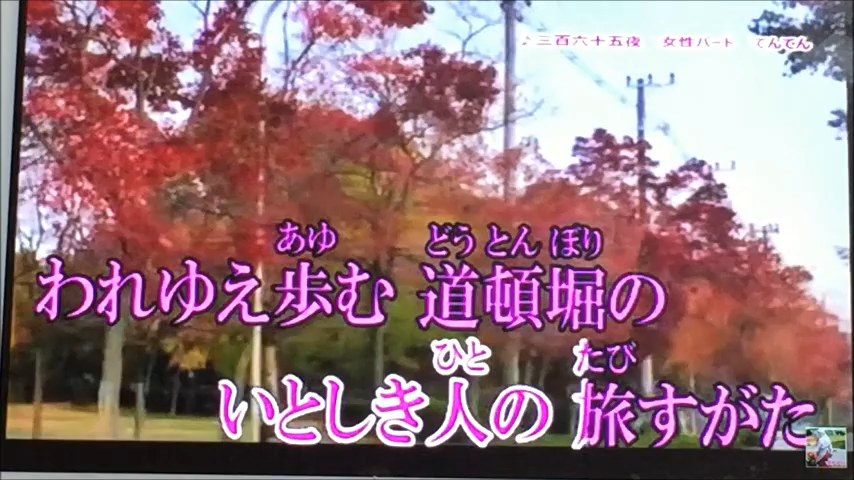 ♪三百六十五夜 女性パート てんてん
あゆ どうとんぼり
われゆえ歩む 道頓堀の
ひと たび
いとしき人の 旅すがた